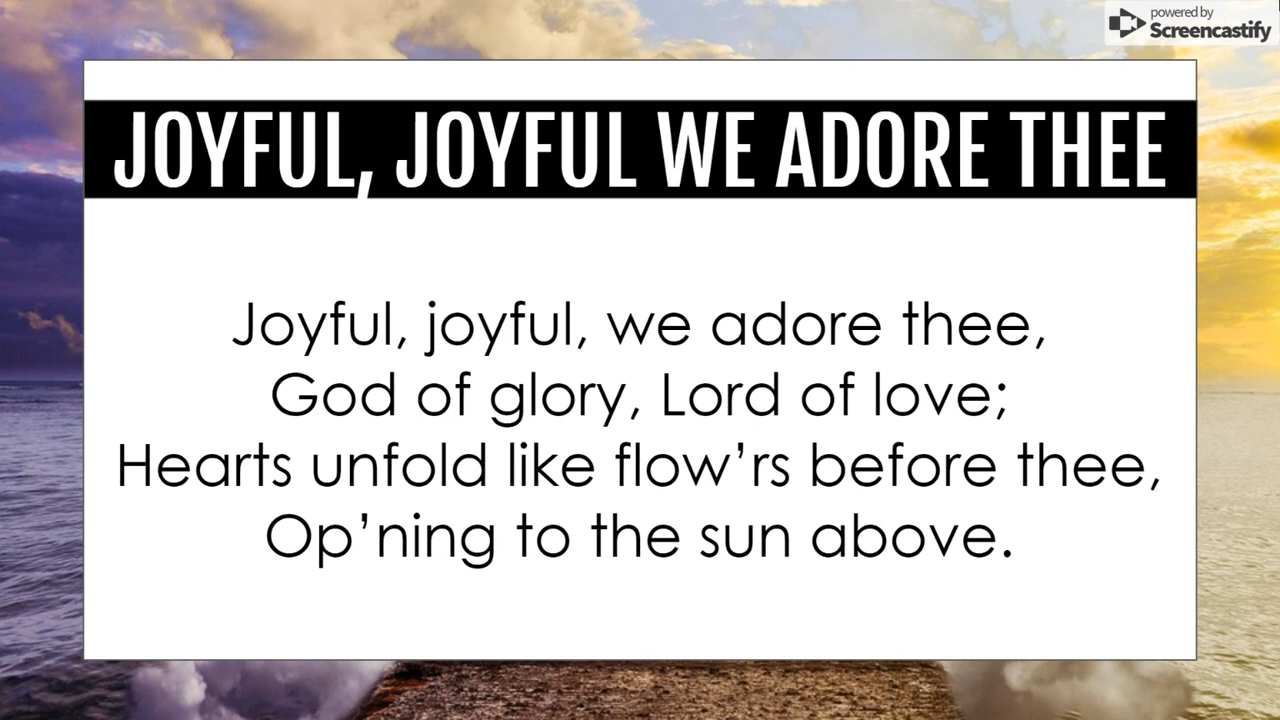 powered by
Screencastify
JOYFUL, JOYFUL WE ADORE THEE
Joyful, joyful, we adore thee,
God of glory, Lord of love;
Hearts unfold like flow’rs before thee,
Op’ning to the sun above.